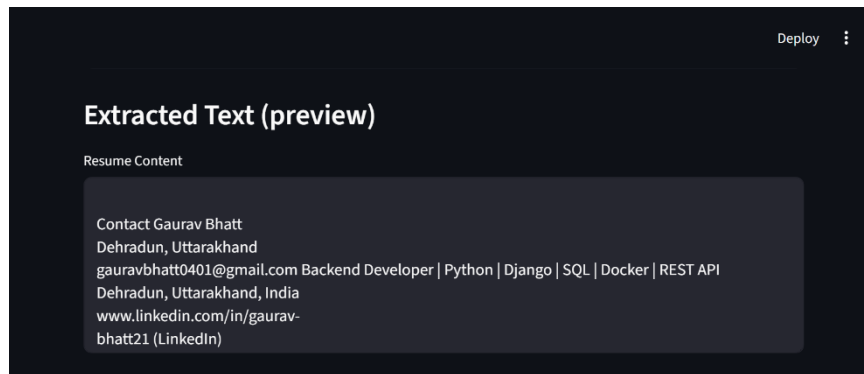 Deploy
Extracted Text (preview)
Resume Content
Contact Gaurav Bhatt
Dehradun, Uttarakhand
gauravbhatt0401@gmail.com Backend Developer | Python | Django | SQL | Docker | REST API
Dehradun, Uttarakhand, India
www.linkedin.com/in/gaurav-
bhatt21 (LinkedIn)